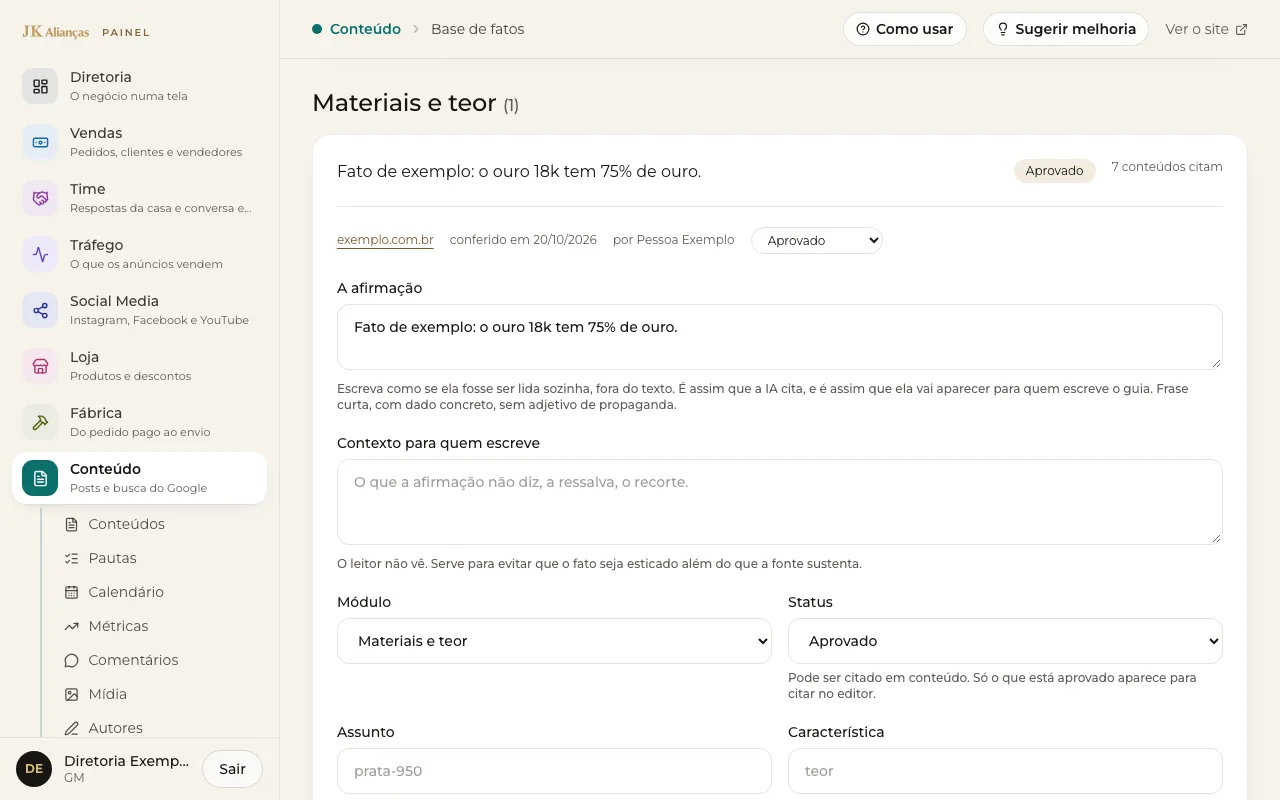 JK Alianças PAINEL
Diretoria
O negócio numa tela
Vendas
Pedidos, clientes e vendedores
Time
Respostas da casa e conversa e...
Tráfego
O que os anúncios vendem
Social Media
Instagram, Facebook e YouTube
Loja
Produtos e descontos
Fábrica
Do pedido pago ao envio
Conteúdo
Posts e busca do Google
Conteúdos
Pautas
Calendário
Métricas
Comentários
Mídia
Autores
DE
Diretoria Exemp...
GM
Sair
Conteúdo
Base de fatos
Como usar
Sugerir melhoria
Ver o site
Materiais e teor (1)
Fato de exemplo: o ouro 18k tem 75% de ouro.
Aprovado
7 conteúdos citam
exemplo.com.br
conferido em 20/10/2026
por Pessoa Exemplo
Aprovado
A afirmação
Fato de exemplo: o ouro 18k tem 75% de ouro.
Escreva como se ela fosse ser lida sozinha, fora do texto. É assim que a IA cita, e é assim que ela vai aparecer para quem escreve o guia. Frase
curta, com dado concreto, sem adjetivo de propaganda.
Contexto para quem escreve
O que a afirmação não diz, a ressalva, o recorte.
O leitor não vê. Serve para evitar que o fato seja esticado além do que a fonte sustenta.
Módulo
Materiais e teor
Status
Aprovado
Pode ser citado em conteúdo. Só o que está aprovado aparece para
citar no editor.
Assunto
prata-950
Característica
teor